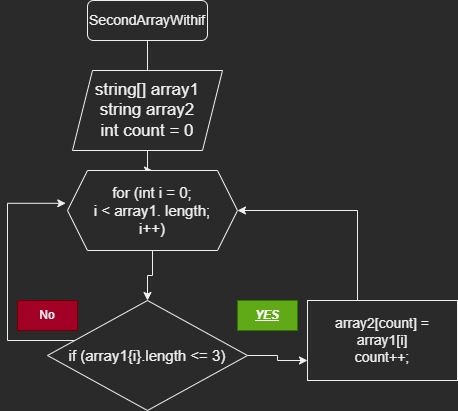 SecondArrayWithif
string[] array1
string array2
int count = 0
for (int i = 0;
i < array1. length;
i++)
No
YES
if (array1{i}.length <= 3)
array2[count] =
array1[i]
count++;